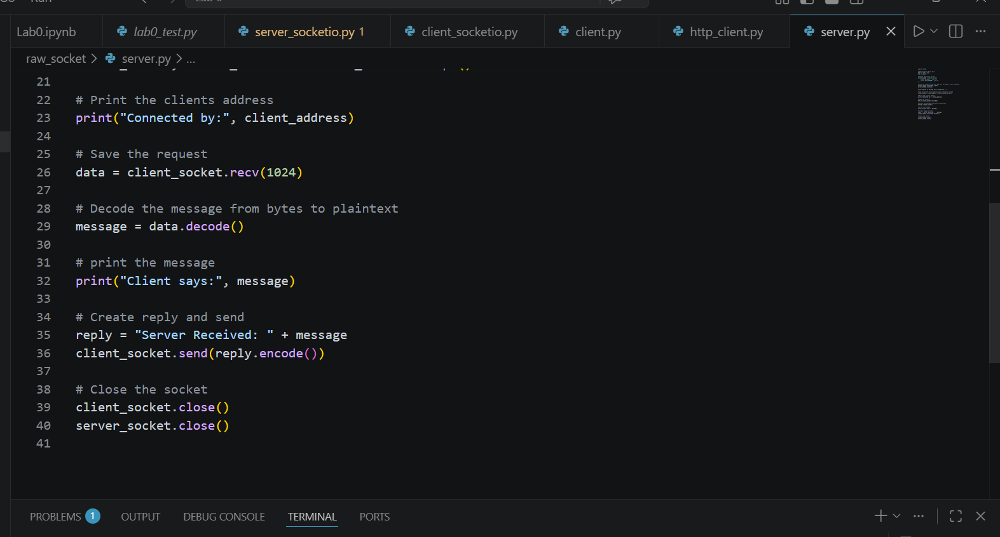 Lab0.ipynb
lab0_test.py
server_socketio.py 1
client_socketio.py
client.py
http_client.py
server.py
raw_socket > server.py > ...
21
22 # Print the clients address
23 print("Connected by:", client_address)
24
25 # Save the request
26 data = client_socket.recv(1024)
27
28 # Decode the message from bytes to plaintext
29 message = data.decode()
30
31 # print the message
32 print("Client says:", message)
33
34 # Create reply and send
35 reply = "Server Received: " + message
36 client_socket.send(reply.encode())
37
38 # Close the socket
39 client_socket.close()
40 server_socket.close()
41
PROBLEMS 1
OUTPUT
DEBUG CONSOLE
TERMINAL
PORTS